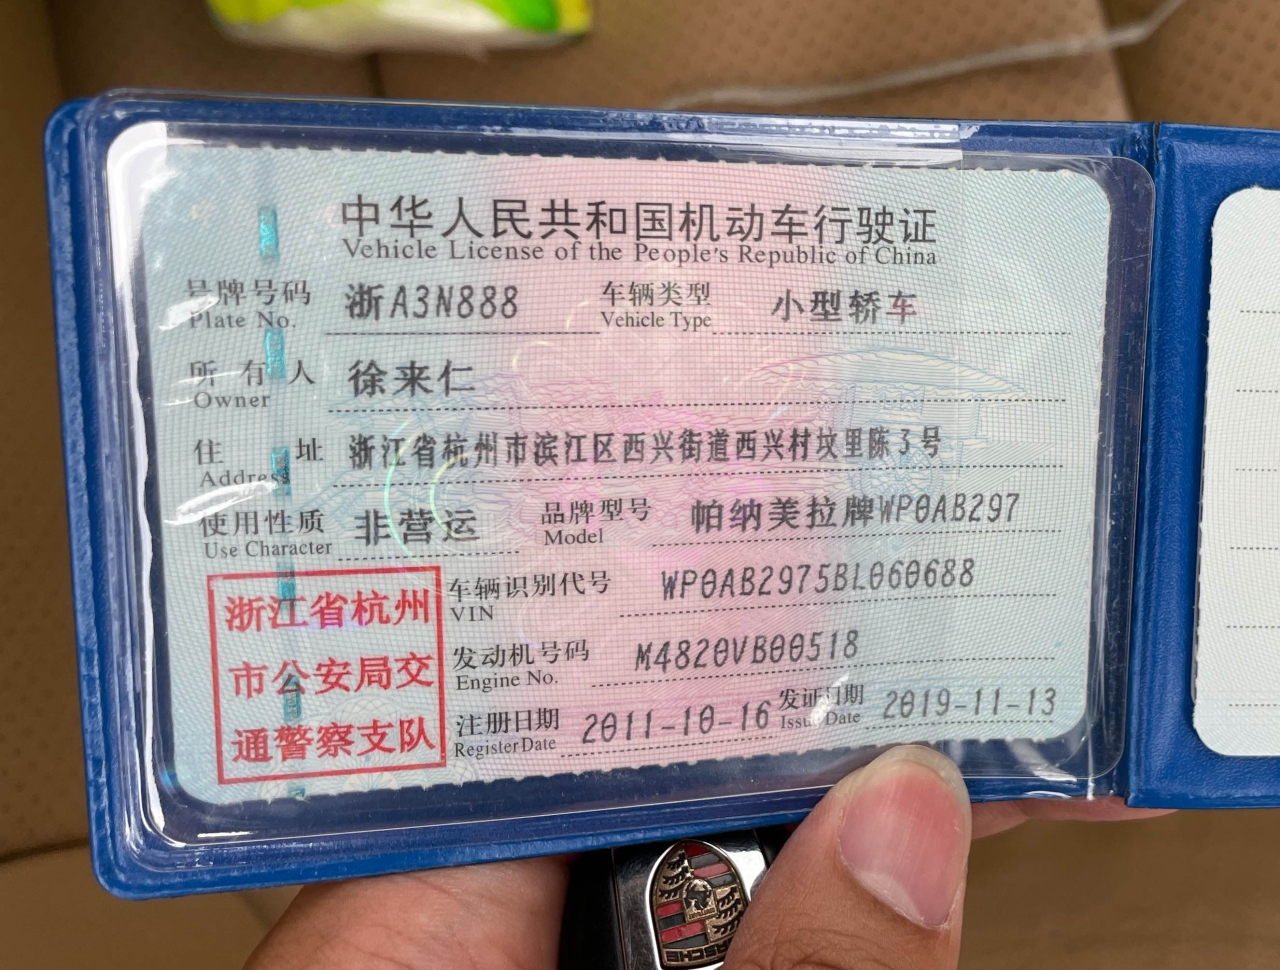 中华人民共和国机动车行驶证
Vehicle License of the People's Republic of China
号牌号码 浙A3N888 车辆类型 小型轿车
Plate No. Vehicle Type
所有人 徐来仁
Owner
住址 浙江省杭州市滨江区西兴街道西兴村坟里陈3号
Address
使用性质 非营运 品牌型号 帕纳美拉牌WP0AB297
Use Character Model
浙江省杭州
市公安局交
通警察支队
车辆识别代号 WP0AB2975BL060688
VIN
发动机号码 M4820VB00518
Engine No.
注册日期 2011-10-16 发证日期 2019-11-13
Register Date Issue Date
PORSCHE